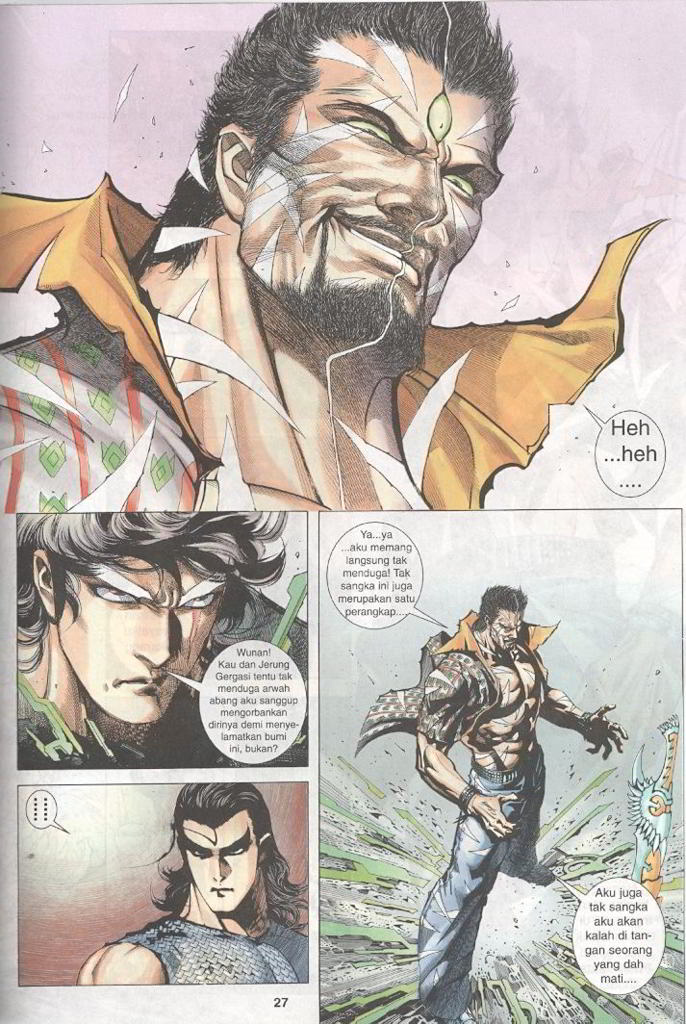 Heh
...heh
....
Wunan!
Kau dan Jerung
Gergasi tentu tak
menduga arwah
abang aku sanggup
mengorbankan
dirinya demi menye-
lamatkan bumi
ini, bukan?
Ya...ya
...aku memang
langsung tak
menduga! Tak
sangka ini juga
merupakan satu
perangkap.....
Aku juga
tak sangka
aku akan
kalah di tan-
gan seorang
yang dah
mati....
27